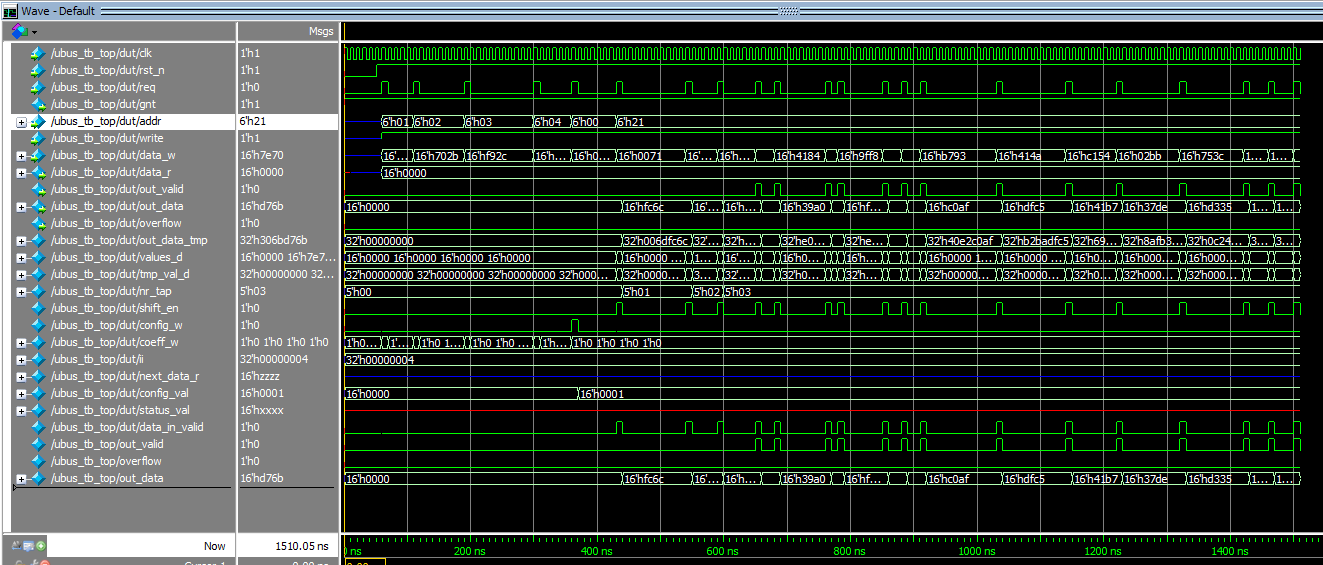 Wave - Default
Msgs
/ubus_tb_top/dut/clk 1'h1
/ubus_tb_top/dut/rst_n 1'h1
/ubus_tb_top/dut/req 1'h0
/ubus_tb_top/dut/gnt 1'h1
/ubus_tb_top/dut/addr 6'h21 6'h01 6'h02 6'h03 6'h04 6'h00 6'h21
/ubus_tb_top/dut/write 1'h1
/ubus_tb_top/dut/data_w 16'h7e70 16'... 16'h702b 16'hf92c 16'h... 16'h0... 16'h0071 16'... 16'h... 16'h4184 16'h9ff8 16'hb793 16'h414a 16'hc154 16'h02bb 16'h753c 1... 1...
/ubus_tb_top/dut/data_r 16'h0000 16'h0000
/ubus_tb_top/dut/out_valid 1'h0
/ubus_tb_top/dut/out_data 16'hd76b 16'h0000 16'hfc6c 16'... 16'h... 16'h39a0 16'hf... 16'hc0af 16'hdfc5 16'h41b7 16'h37de 16'hd335 1... 1...
/ubus_tb_top/dut/overflow 1'h0
/ubus_tb_top/dut/out_data_tmp 32'h306bd76b 32'h00000000 32'h006dfc6c 32'... 32'h... 32'he0... 32'he... 32'h40e2c0af 32'hb2badfc5 32'h69... 32'h8afb3... 32'h0c24... 3... 3...
/ubus_tb_top/dut/values_d 16'h0000 16'h7e7... 16'h0000 16'h0000 16'h0000 16'h0000 16'h0000 ... 1... 16'h... 16'h0... 16'h... 16'h0000 1... 16'h0000 ... 16'h0... 16'h000... 16'h000... 1... 1...
/ubus_tb_top/dut/tmp_val_d 32'h00000000 32... 32'h00000000 32'h00000000 32'h00000000 32'h000... 32'h0000... 3... 32'... 32'h0... 32'h... 32'h00000... 32'h00000... 32'h0... 32'h000... 32'h000... 3... 3...
/ubus_tb_top/dut/nr_tap 5'h03 5'h00 5'h01 5'h02 5'h03
/ubus_tb_top/dut/shift_en 1'h0
/ubus_tb_top/dut/config_w 1'h0
/ubus_tb_top/dut/coeff_w 1'h0 1'h0 1'h0 1'h0 1'h0... 1'... 1'h0 1... 1'h0 1'h0 ... 1'h... 1'h0 1'h0 1'h0 1'h0
/ubus_tb_top/dut/ii 32'h00000004 32'h00000004
/ubus_tb_top/dut/next_data_r 16'hzzzz
/ubus_tb_top/dut/config_val 16'h0001 16'h0000 16'h0001
/ubus_tb_top/dut/status_val 16'hxxxx
/ubus_tb_top/dut/data_in_valid 1'h0
/ubus_tb_top/out_valid 1'h0
/ubus_tb_top/overflow 1'h0
/ubus_tb_top/out_data 16'hd76b 16'h0000 16'hfc6c 16'... 16'h... 16'h39a0 16'hf... 16'hc0af 16'hdfc5 16'h41b7 16'h37de 16'hd335 1... 1...
Now 1510.05 ns ns 200 ns 400 ns 600 ns 800 ns 1000 ns 1200 ns 1400 ns